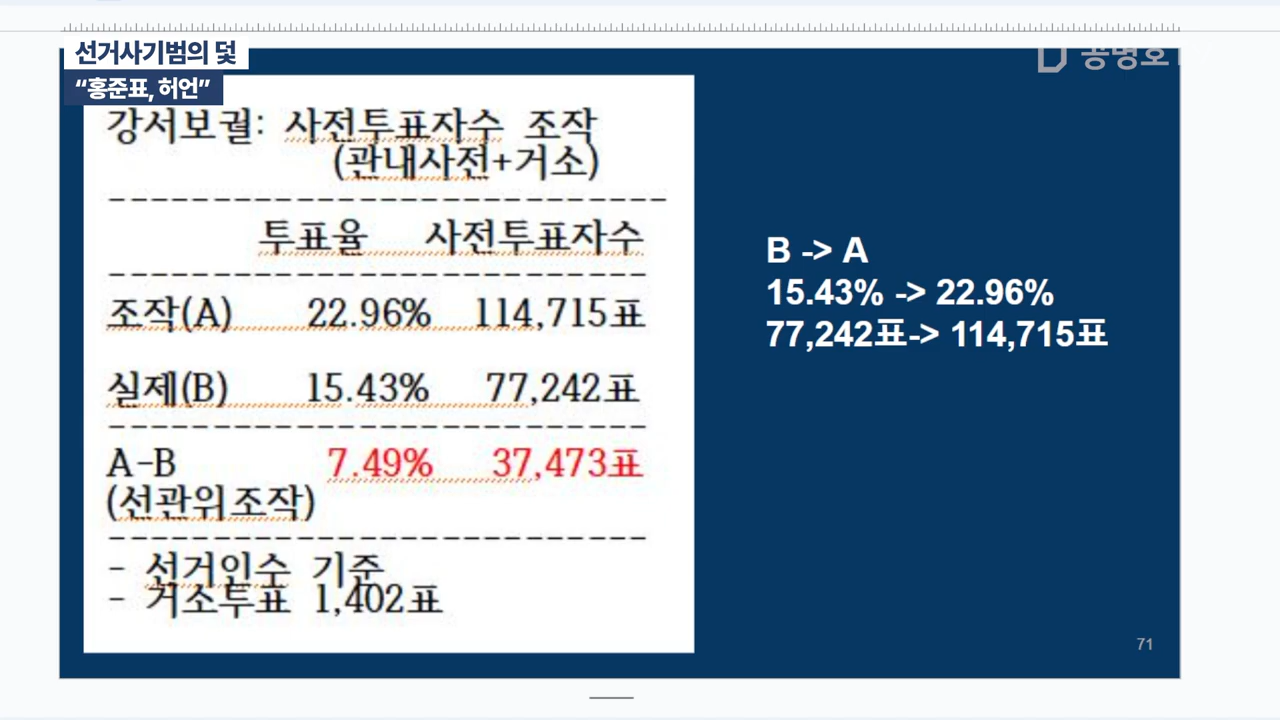 선거사기범의 덫
“홍준표, 허언”
공명호
강서보궐: 사전투표자수 조작
(관내사전+거소)
투표율 사전투표자수
조작(A) 22.96% 114,715표
실제(B) 15.43% 77,242표
A-B 7.49% 37,473표
(선관위조작)
- 선거인수 기준
- 거소투표 1,402표
B -> A
15.43% -> 22.96%
77,242표-> 114,715표
71